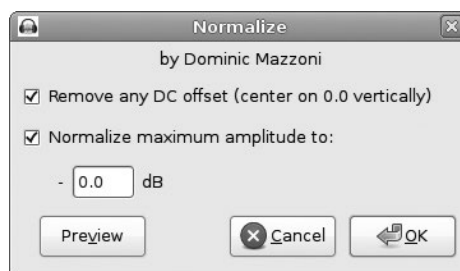 Normalize
by Dominic Mazzoni
Remove any DC offset (center on 0.0 vertically)
Normalize maximum amplitude to:
- 0.0 dB
Preview Cancel OK